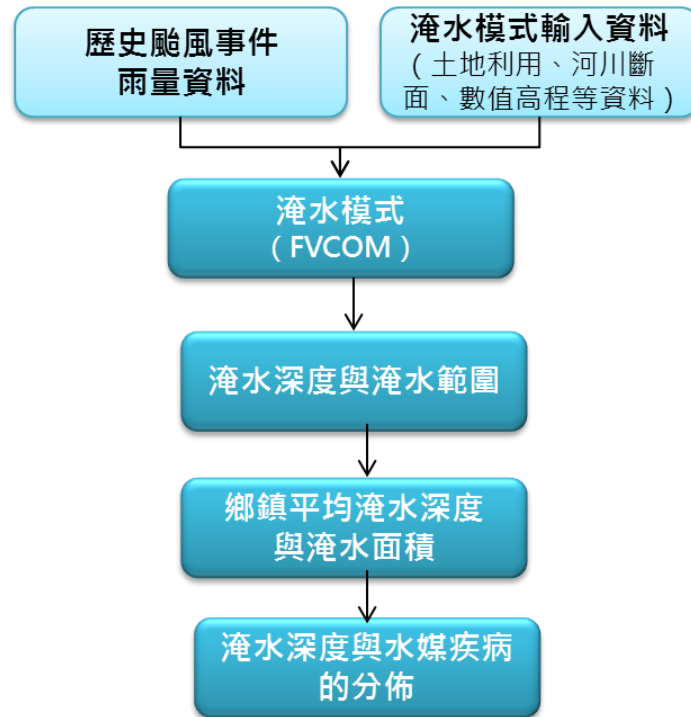 歷史颱風事件
雨量資料
淹水模式輸入資料
（土地利用、河川斷
面、數值高程等資料）
淹水模式
（FVCOM）
淹水深度與淹水範圍
鄉鎮平均淹水深度
與淹水面積
淹水深度與水媒疾病
的分佈